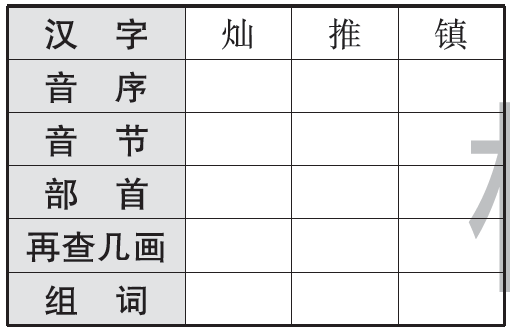 汉 字 灿 推 镇
音 序
音 节
部 首
再查几画
组 词